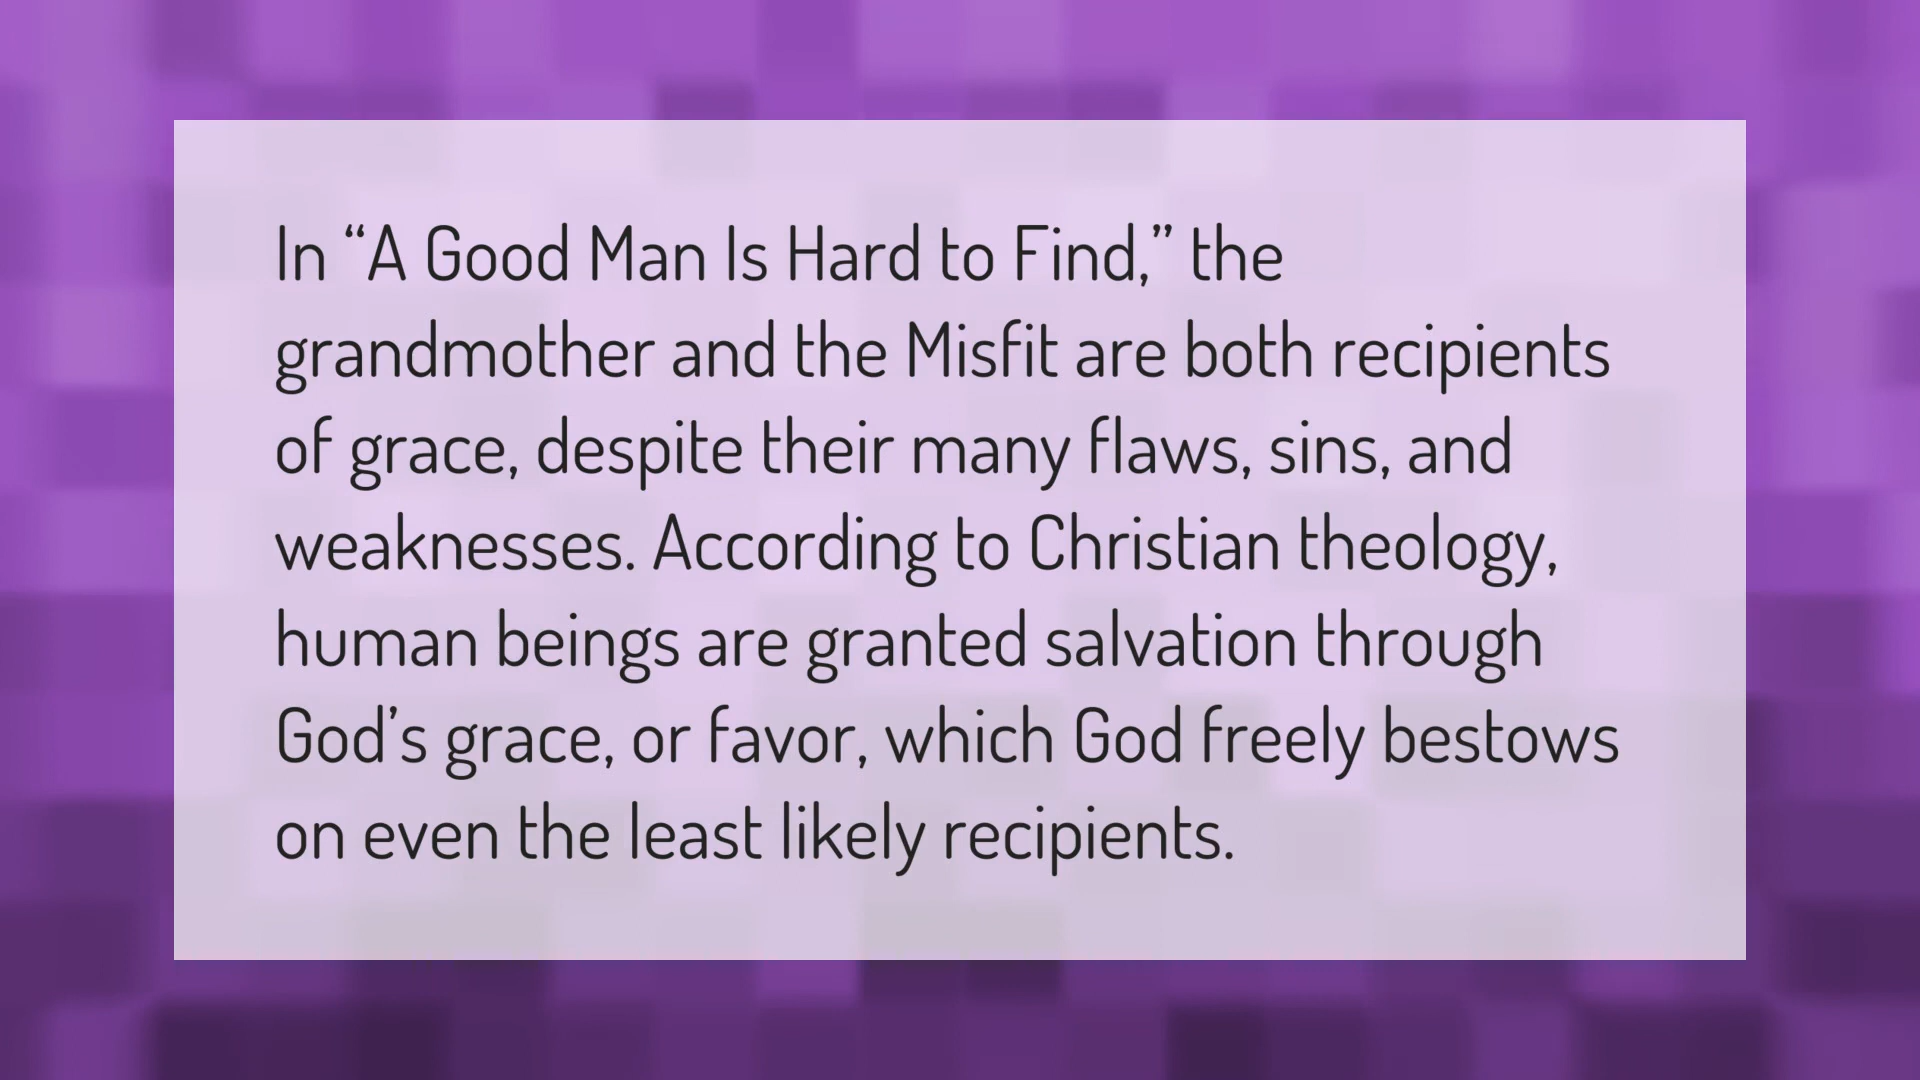 In “A Good Man Is Hard to Find,” the
grandmother and the Misfit are both recipients
of grace, despite their many flaws, sins, and
weaknesses. According to Christian theology,
human beings are granted salvation through
God’s grace, or favor, which God freely bestows
on even the least likely recipients.